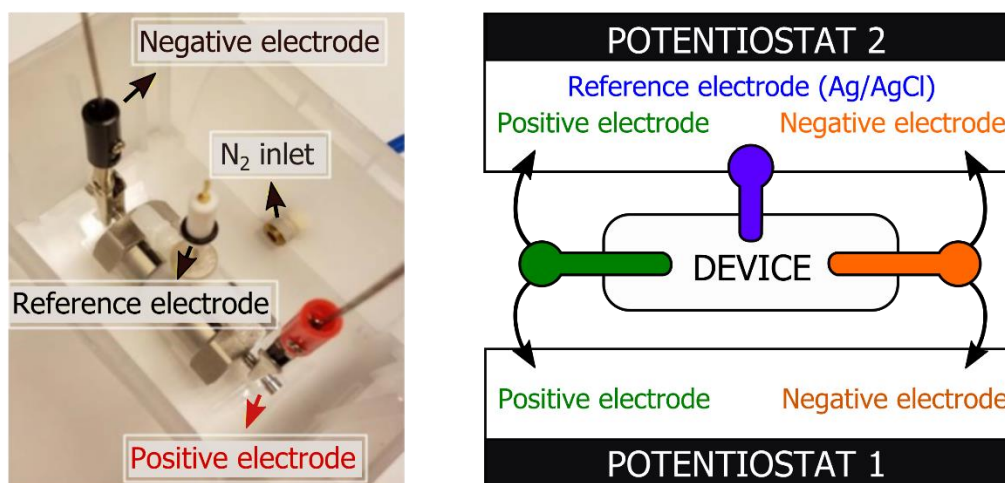 Negative electrode
N₂ inlet
Reference electrode
Positive electrode
POTENTIOSTAT 2
Reference electrode (Ag/AgCl)
Positive electrode Negative electrode
DEVICE
Positive electrode Negative electrode
POTENTIOSTAT 1